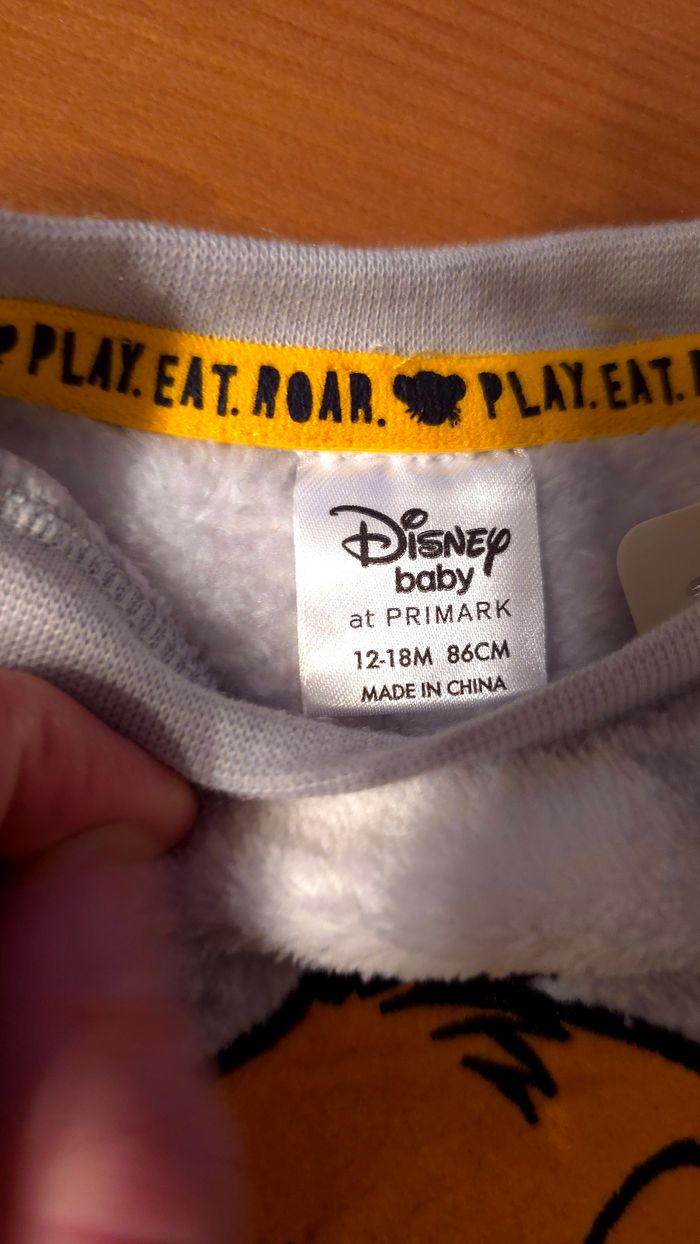 PLAY. EAT. ROAR. PLAY. EAT.
Disney
baby
at PRIMARK
12-18M 86CM
MADE IN CHINA